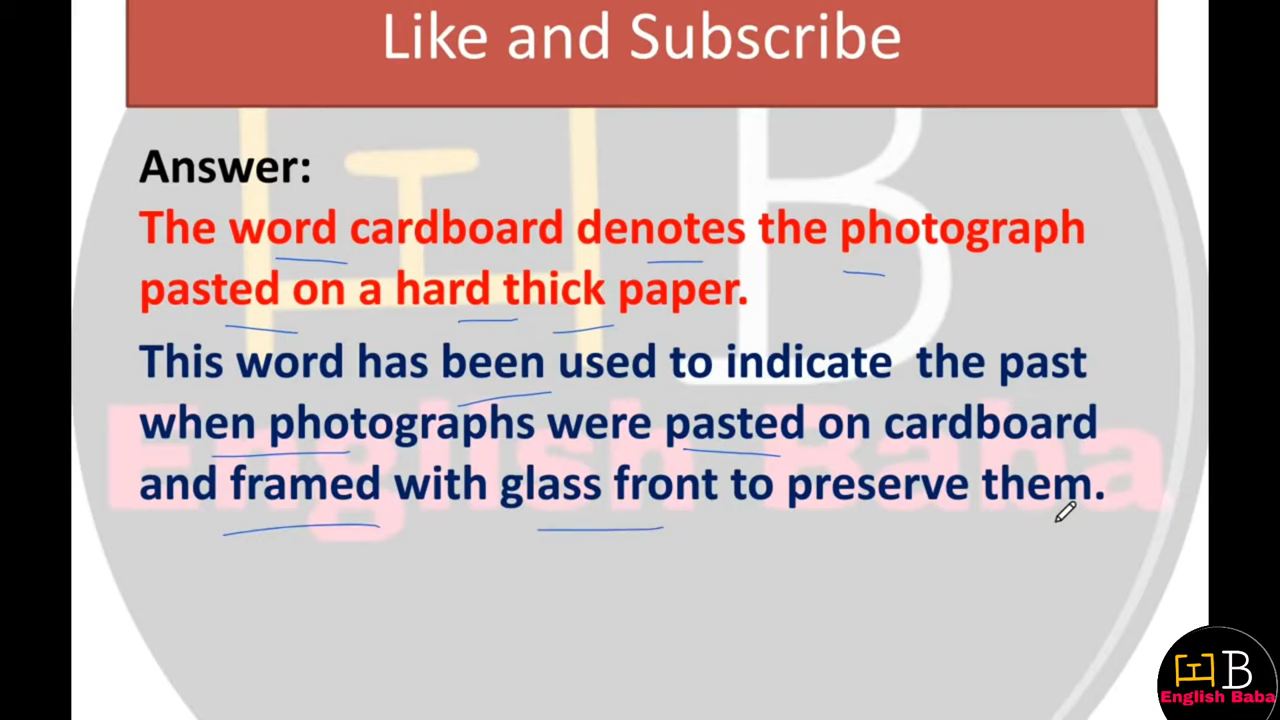 Like and Subscribe
Answer:
The word cardboard denotes the photograph
pasted on a hard thick paper.
This word has been used to indicate the past
when photographs were pasted on cardboard
and framed with glass front to preserve them.
English Baba
B
English Baba